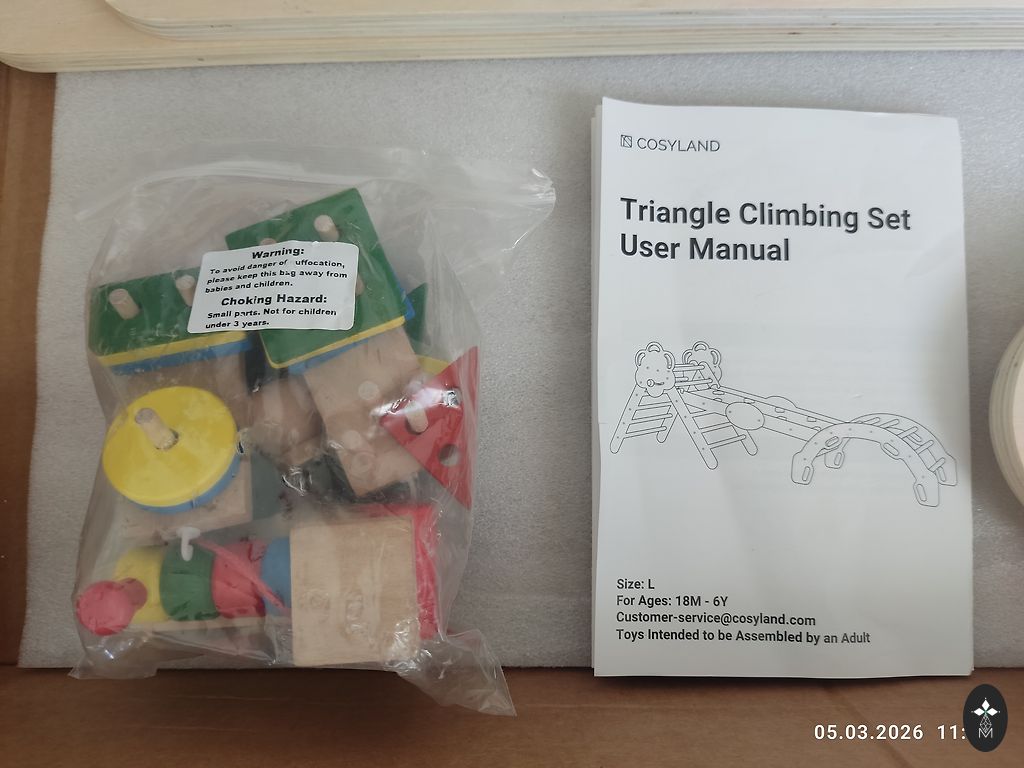 Warning:
To avoid danger of uffocation,
please keep this bag away from
babies and children.
Choking Hazard:
Small parts. Not for children
under 3 years.
COSYLAND
Triangle Climbing Set
User Manual
Size: L
For Ages: 18M - 6Y
Customer-service@cosyland.com
Toys Intended to be Assembled by an Adult
05.03.2026 11:
M